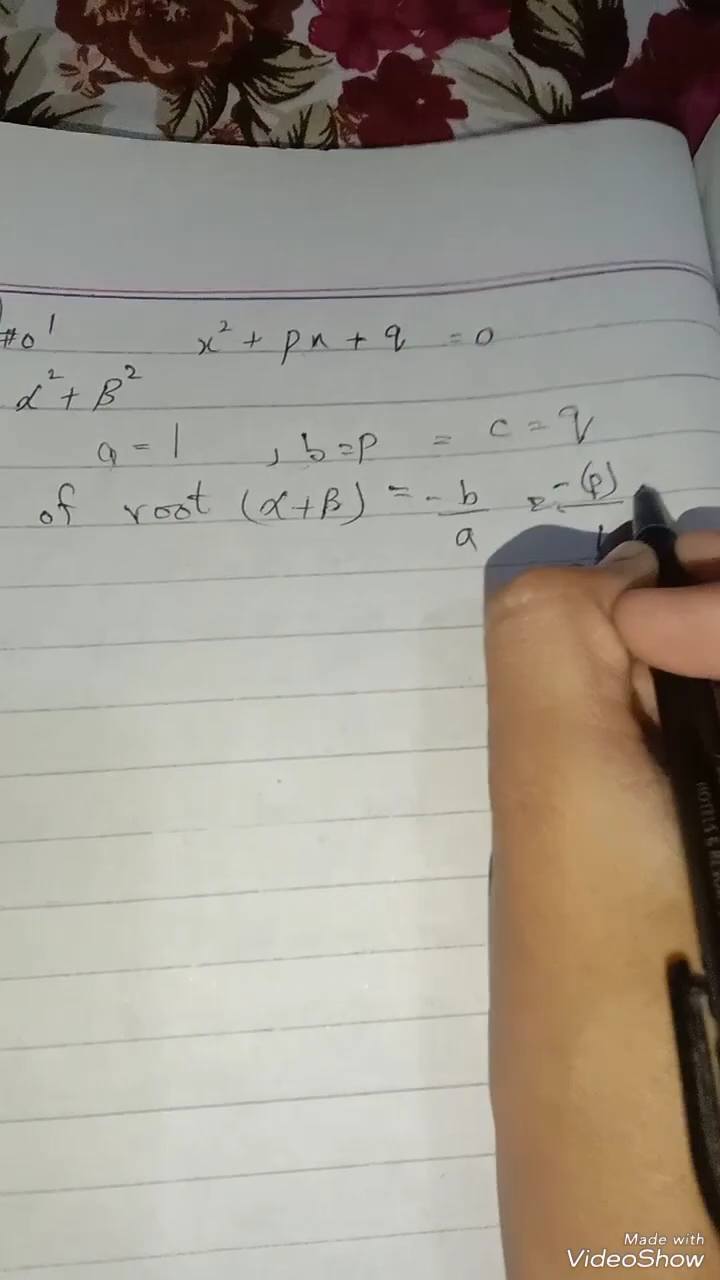 #01 x² + px + q = 0
α² + β²
a = 1 , b = p = c = q
of root (α+β) = - b/a = -(p)/1
Made with
VideoShow